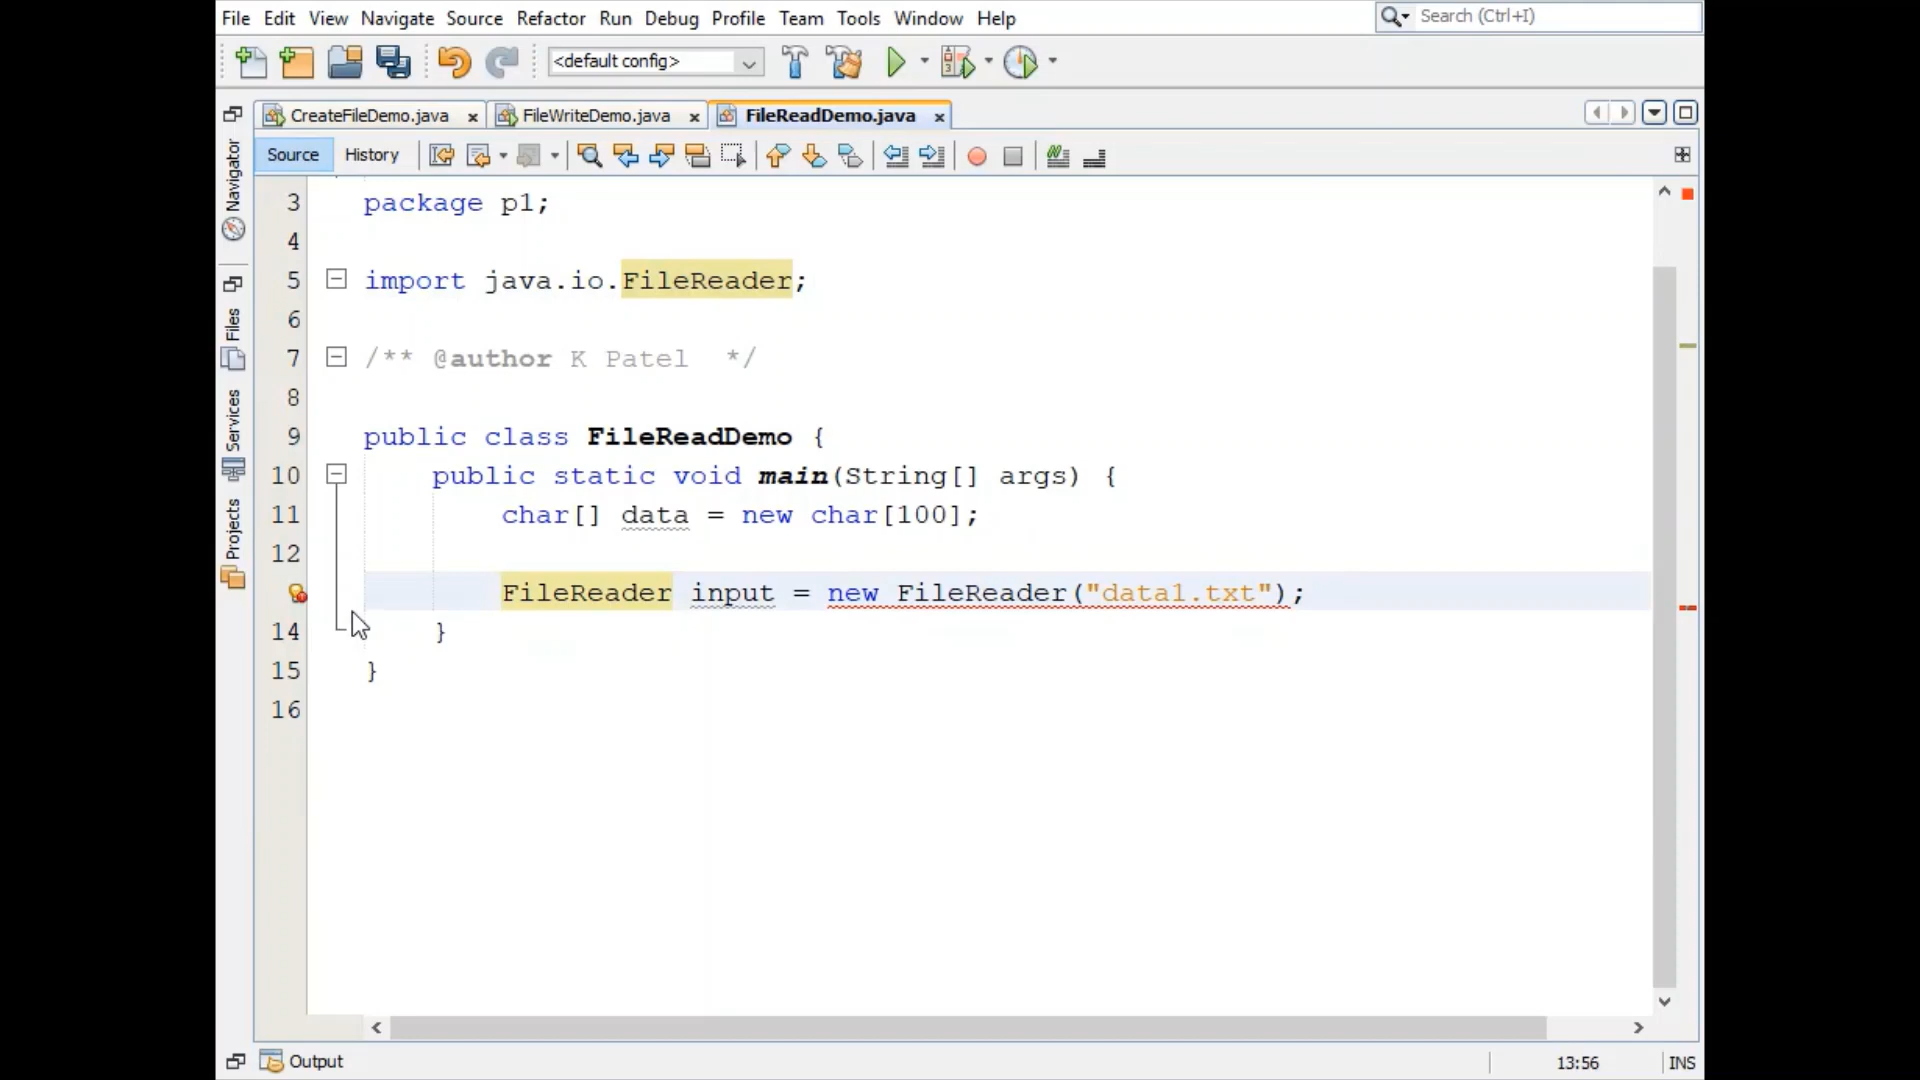 File Edit View Navigate Source Refactor Run Debug Profile Team Tools Window Help
Search (Ctrl+I)
<default config>
CreateFileDemo.java
FileWriteDemo.java
FileReadDemo.java
Source History
Navigator
Files
Services
Projects
3 package p1;
4
5 import java.io.FileReader;
6
7 /** @author K Patel */
8
9 public class FileReadDemo {
10 public static void main(String[] args) {
11 char[] data = new char[100];
12
FileReader input = new FileReader("data1.txt");
14 }
15 }
16
Output
13:56 INS